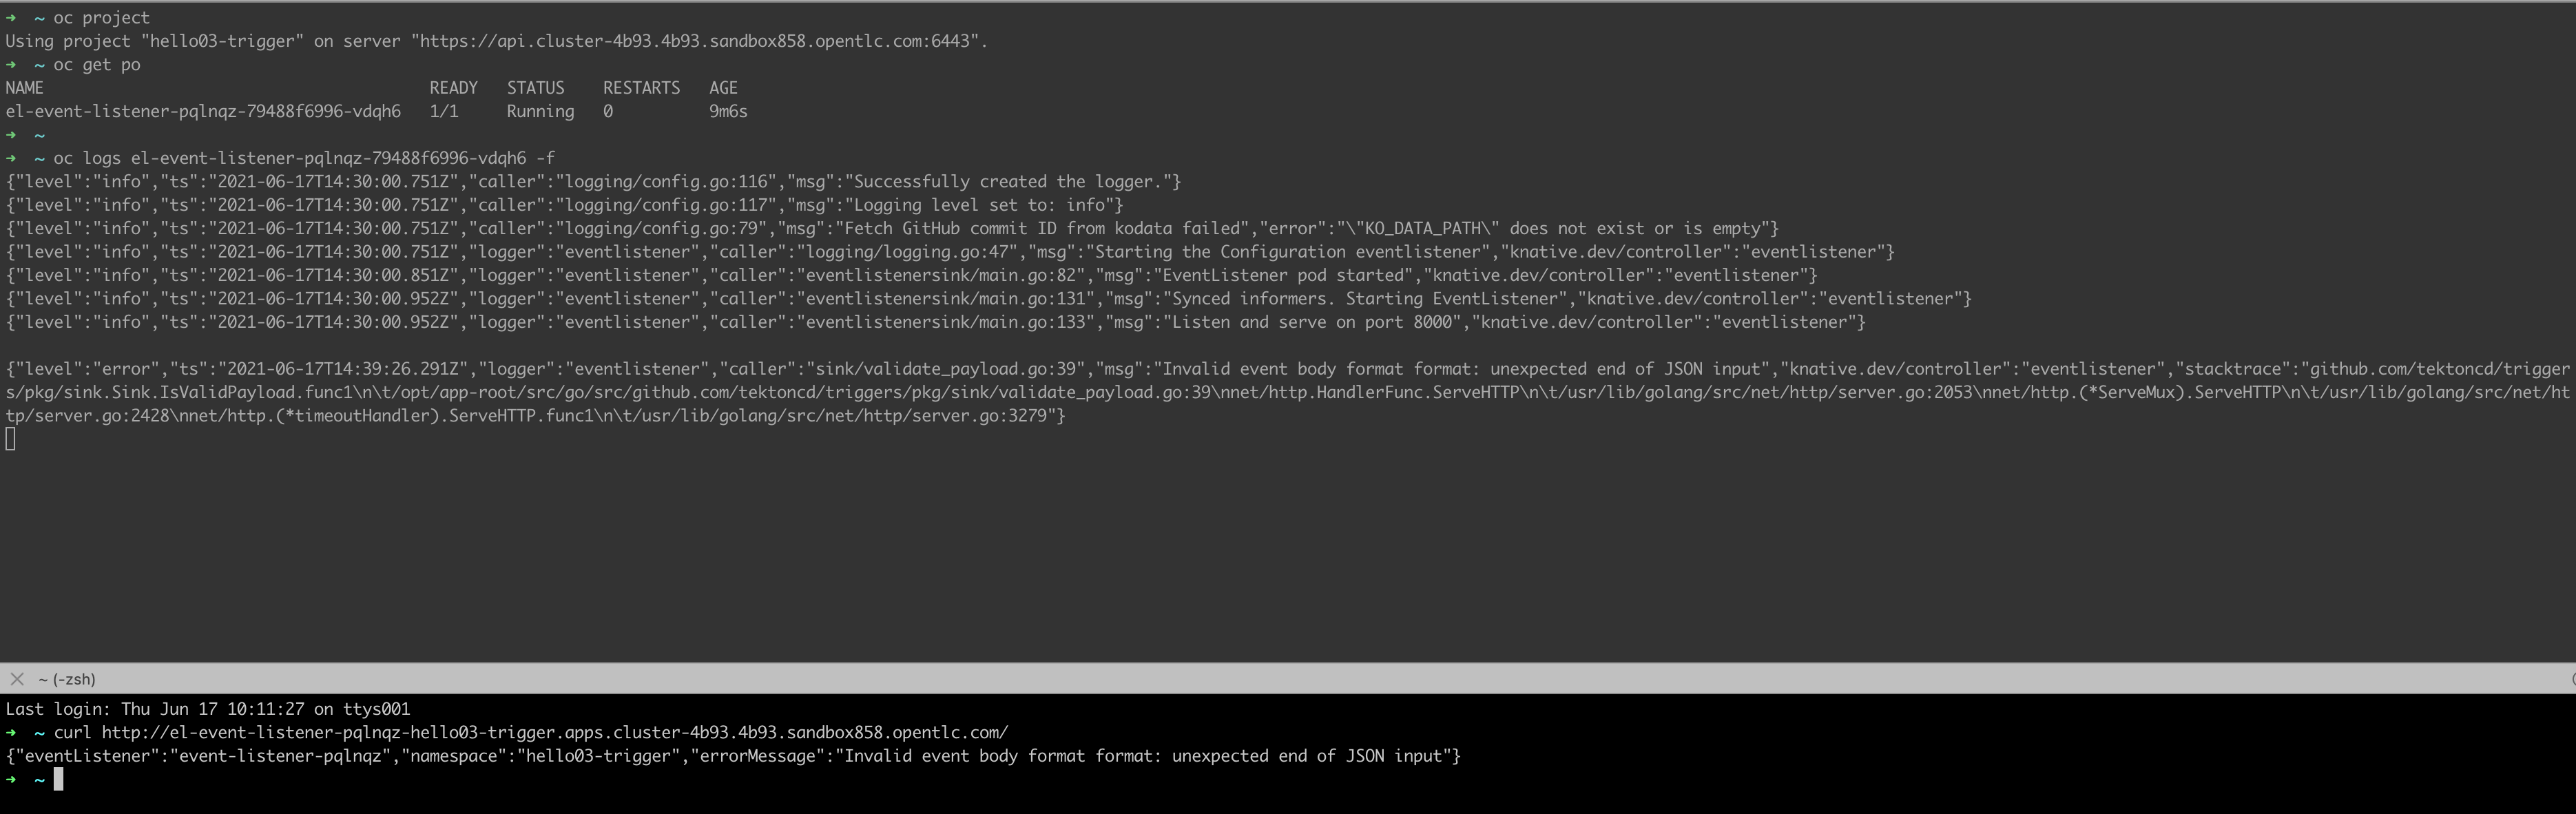 ➜  ~ oc project
Using project "hello03-trigger" on server "https://api.cluster-4b93.4b93.sandbox858.opentlc.com:6443".
➜  ~ oc get po
NAME                                        READY   STATUS    RESTARTS   AGE
el-event-listener-pqlnqz-79488f6996-vdqh6   1/1     Running   0          9m6s
➜  ~
➜  ~ oc logs el-event-listener-pqlnqz-79488f6996-vdqh6 -f
{"level":"info","ts":"2021-06-17T14:30:00.751Z","caller":"logging/config.go:116","msg":"Successfully created the logger."}
{"level":"info","ts":"2021-06-17T14:30:00.751Z","caller":"logging/config.go:117","msg":"Logging level set to: info"}
{"level":"info","ts":"2021-06-17T14:30:00.751Z","caller":"logging/config.go:79","msg":"Fetch GitHub commit ID from kodata failed","error":"\"KO_DATA_PATH\" does not exist or is empty"}
{"level":"info","ts":"2021-06-17T14:30:00.751Z","logger":"eventlistener","caller":"logging/logging.go:47","msg":"Starting the Configuration eventlistener","knative.dev/controller":"eventlistener"}
{"level":"info","ts":"2021-06-17T14:30:00.851Z","logger":"eventlistener","caller":"eventlistenersink/main.go:82","msg":"EventListener pod started","knative.dev/controller":"eventlistener"}
{"level":"info","ts":"2021-06-17T14:30:00.952Z","logger":"eventlistener","caller":"eventlistenersink/main.go:131","msg":"Synced informers. Starting EventListener","knative.dev/controller":"eventlistener"}
{"level":"info","ts":"2021-06-17T14:30:00.952Z","logger":"eventlistener","caller":"eventlistenersink/main.go:133","msg":"Listen and serve on port 8000","knative.dev/controller":"eventlistener"}
{"level":"error","ts":"2021-06-17T14:39:26.291Z","logger":"eventlistener","caller":"sink/validate_payload.go:39","msg":"Invalid event body format format: unexpected end of JSON input","knative.dev/controller":"eventlistener","stacktrace":"github.com/tektoncd/trigger
s/pkg/sink.Sink.IsValidPayload.func1\n\t/opt/app-root/src/go/src/github.com/tektoncd/triggers/pkg/sink/validate_payload.go:39\nnet/http.HandlerFunc.ServeHTTP\n\t/usr/lib/golang/src/net/http/server.go:2053\nnet/http.(*ServeMux).ServeHTTP\n\t/usr/lib/golang/src/net/ht
tp/server.go:2428\nnet/http.(*timeoutHandler).ServeHTTP.func1\n\t/usr/lib/golang/src/net/http/server.go:3279"}
~ (-zsh)
Last login: Thu Jun 17 10:11:27 on ttys001
➜  ~ curl http://el-event-listener-pqlnqz-hello03-trigger.apps.cluster-4b93.4b93.sandbox858.opentlc.com/
{"eventListener":"event-listener-pqlnqz","namespace":"hello03-trigger","errorMessage":"Invalid event body format format: unexpected end of JSON input"}
➜  ~